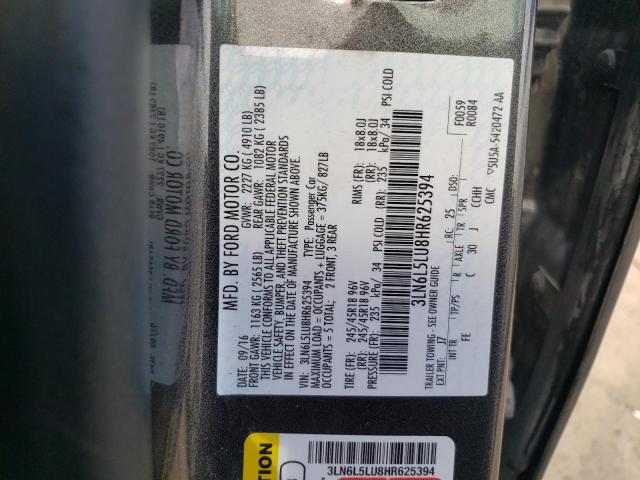 MFD. BY FORD MOTOR CO.
DATE: 09/16 GVWR: 2227 KG ( 4910 LB)
FRONT GAWR: 1163 KG ( 2565 LB) REAR GAWR: 1082 KG ( 2385 LB)
THIS VEHICLE CONFORMS TO ALL APPLICABLE FEDERAL MOTOR
VEHICLE SAFETY, BUMPER, AND THEFT PREVENTION STANDARDS
IN EFFECT ON THE DATE OF MANUFACTURE SHOWN ABOVE.
VIN: 3LN6L5LU8HR625394 TYPE: Passenger Car
MAXIMUM LOAD = OCCUPANTS + LUGGAGE = 375KG/ 827LB
OCCUPANTS = 5 TOTAL; 2 FRONT, 3 REAR
TIRE (FR): 245/45R18 96V RIMS (FR): 18x8.0J
(RR): 245/45R18 96V (RR): 18x8.0J
PRESSURE (FR): 235 kPa/ 34 PSI COLD (RR): 235 kPa/ 34 PSI COLD
3LN6L5LU8HR625394
TRAILER TOWING - SEE OWNER GUIDE F0059
EXT PNT: J7 RC: 25 DSO: R0084
INT TR TP/PS R AXLE TR SPR
FE C 30 J CCHH
CMC
5U5A-5420472-AA
3LN6L5LU8HR625394